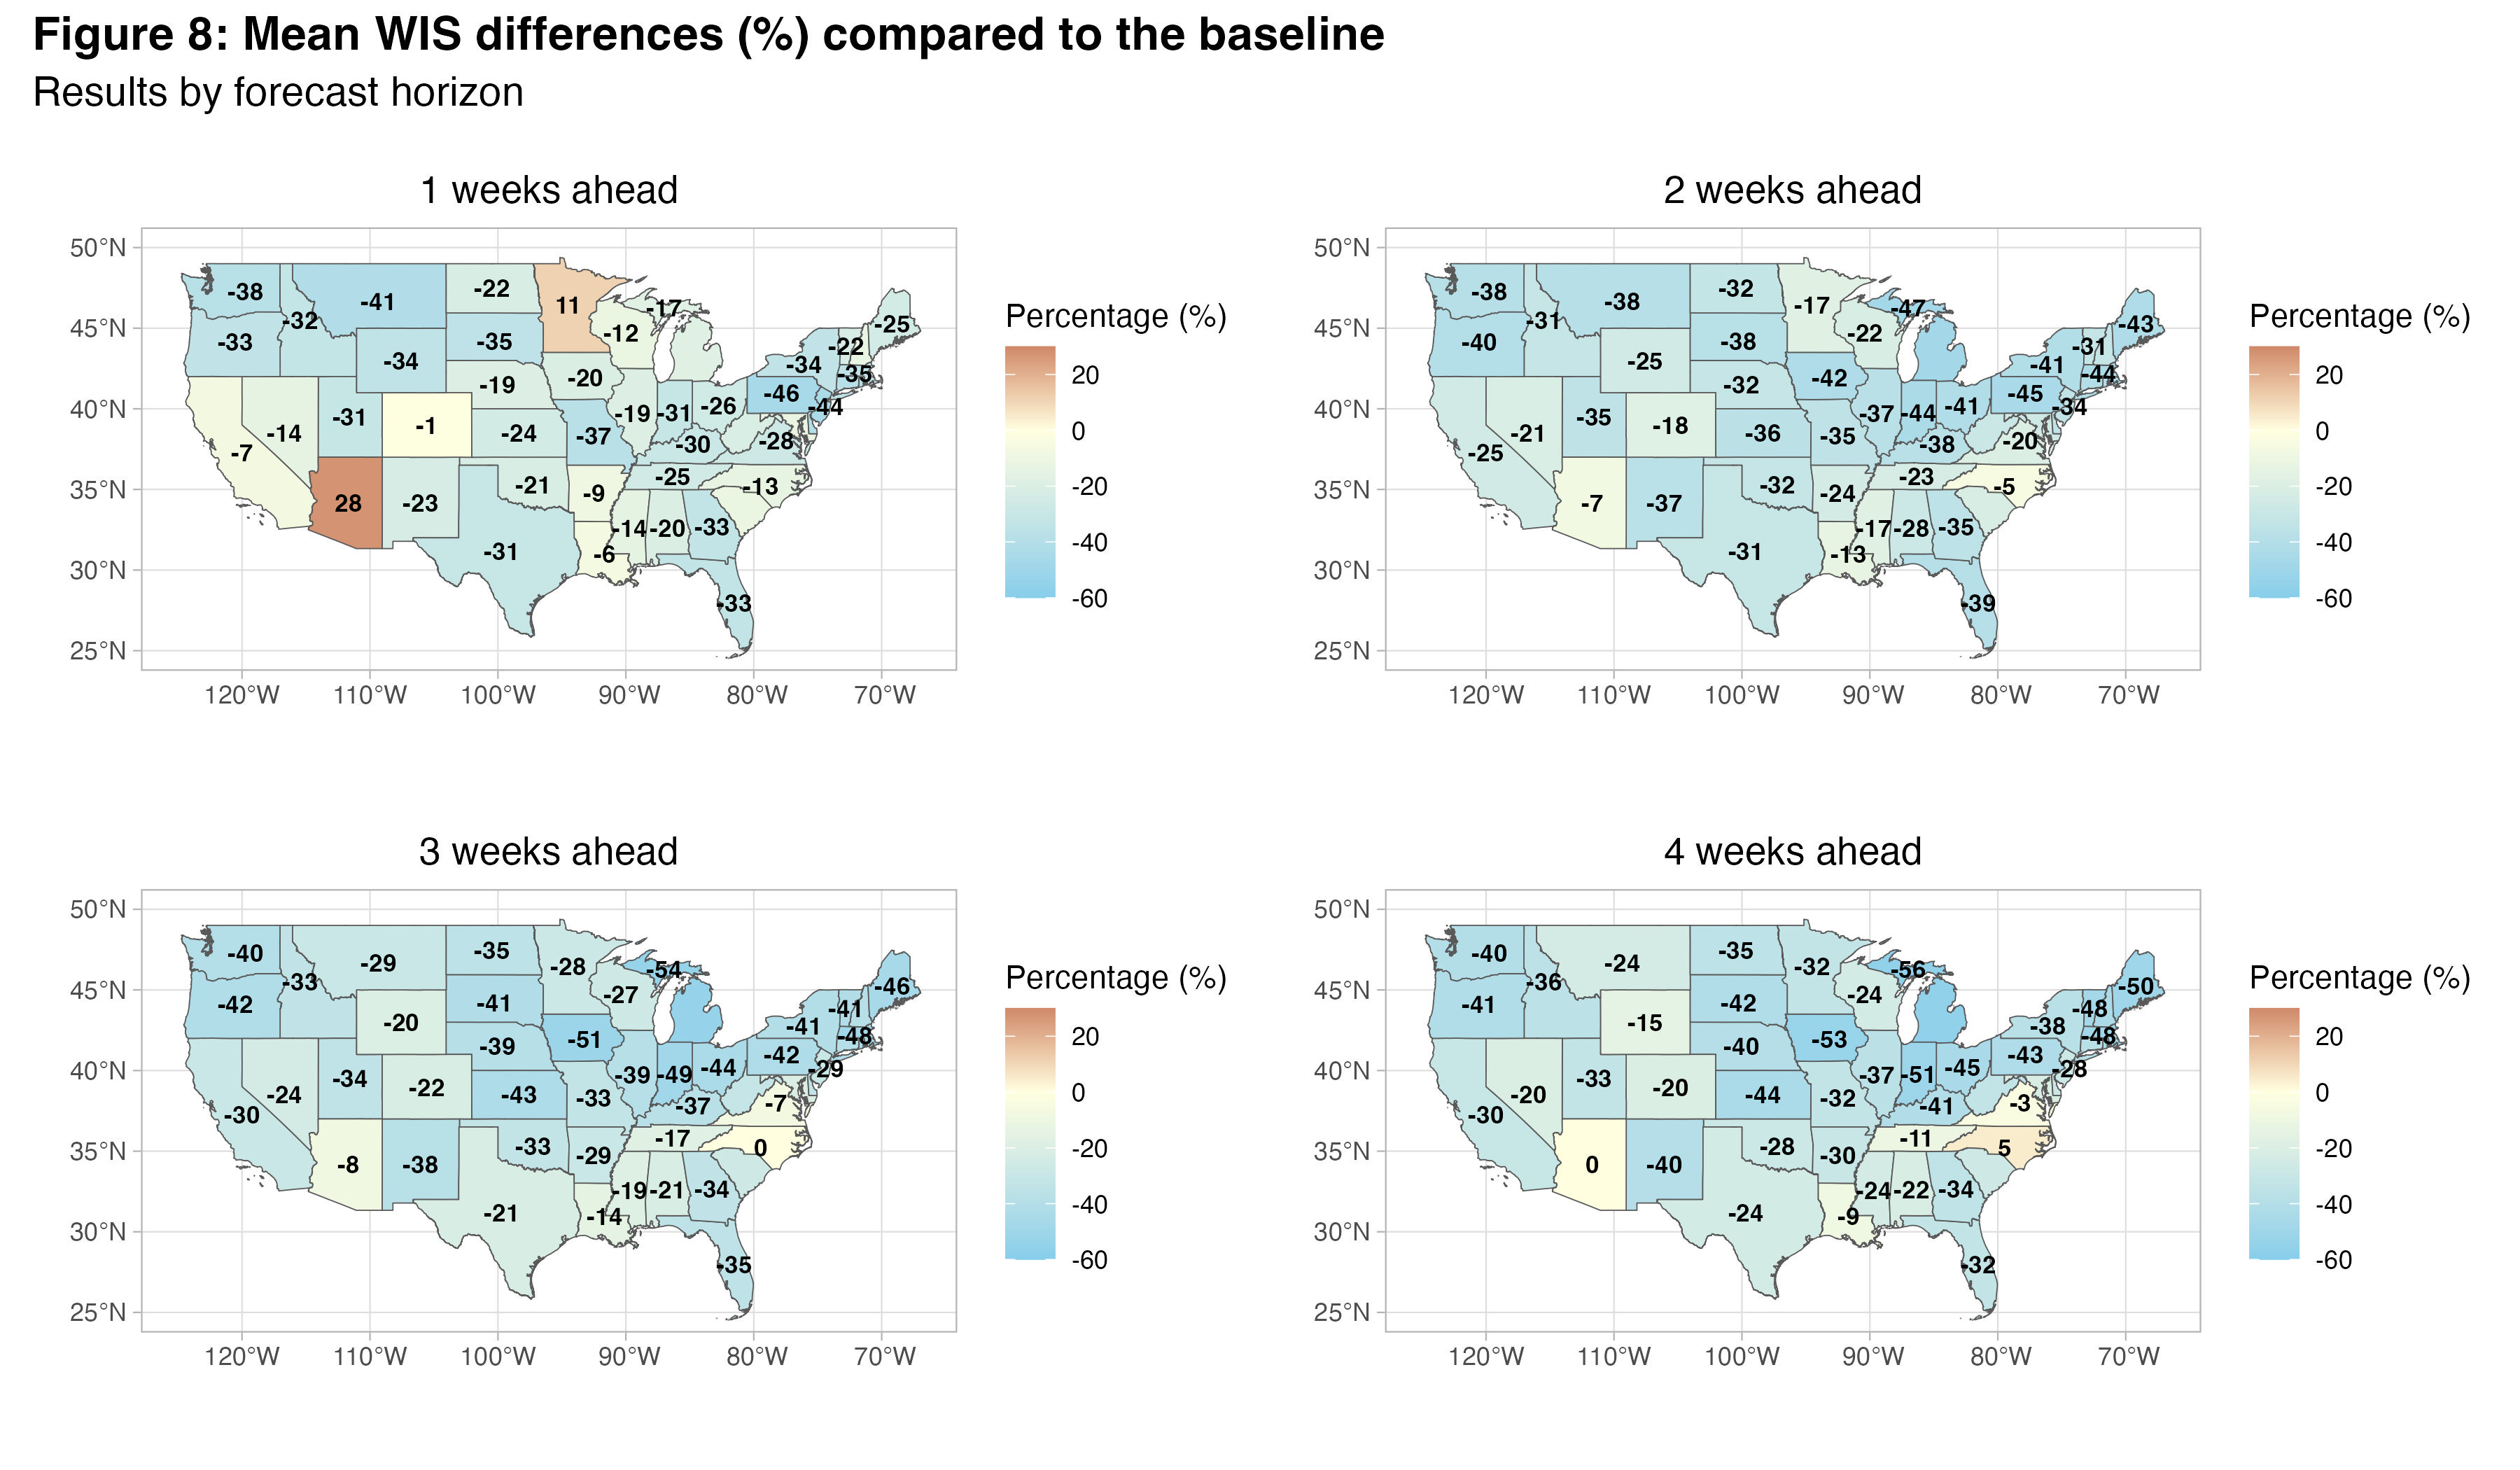 Figure 8: Mean WIS differences (%) compared to the baseline
Results by forecast horizon
1 weeks ahead
50°N
45°N
40°N
35°N
30°N
25°N
120°W 110°W 100°W 90°W 80°W 70°W
-38 -41 -22 11 -17
-32 -12 -25
-33 -34 -35 -22
-20 -34 -35
-19 -46
-31 -1 -19 -31 -26 -44
-7 -14 -24 -37 -30 -28
28 -23 -21 -9 -25 -13
-31 -14 -20 -33
-6
-33
Percentage (%)
20
0
-20
-40
-60
2 weeks ahead
50°N
45°N
40°N
35°N
30°N
25°N
120°W 110°W 100°W 90°W 80°W 70°W
-38 -38 -32 -17 -47
-31 -22 -43
-40 -25 -38 -31
-42 -41 -44
-32 -45
-35 -18 -37 -44 -41 -34
-25 -21 -36 -35 -38 -20
-7 -37 -32 -24 -23 -5
-31 -17 -28 -35
-13
-39
Percentage (%)
20
0
-20
-40
-60
3 weeks ahead
50°N
45°N
40°N
35°N
30°N
25°N
120°W 110°W 100°W 90°W 80°W 70°W
-40 -29 -35 -28 -54
-33 -27 -46
-42 -20 -41 -41
-51 -41 -48
-39 -42
-34 -22 -39 -49 -44 -29
-30 -24 -43 -33 -37 -7
-8 -38 -33 -29 -17 0
-21 -19 -21 -34
-14
-35
Percentage (%)
20
0
-20
-40
-60
4 weeks ahead
50°N
45°N
40°N
35°N
30°N
25°N
120°W 110°W 100°W 90°W 80°W 70°W
-40 -24 -35 -32 -56
-36 -24 -50
-41 -15 -42 -48
-53 -38 -48
-40 -43
-33 -20 -37 -51 -45 -28
-30 -20 -44 -32 -41 -3
0 -40 -28 -30 -11 5
-24 -24 -22 -34
-9
-32
Percentage (%)
20
0
-20
-40
-60